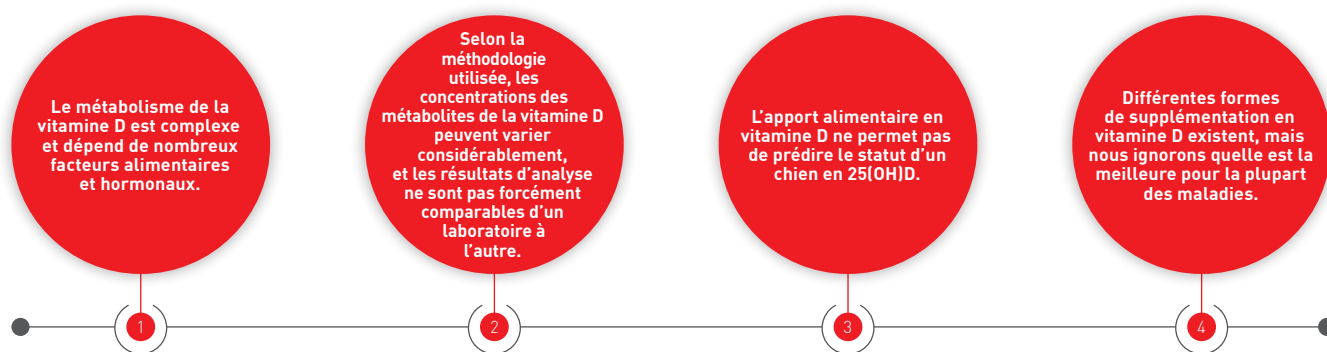 Le métabolisme de la
vitamine D est complexe
et dépend de nombreux
facteurs alimentaires
et hormonaux.
1
Selon la
méthodologie
utilisée, les
concentrations des
métabolites de la vitamine D
peuvent varier
considérablement,
et les résultats d’analyse
ne sont pas forcément
comparables d’un
laboratoire à
l’autre.
2
L’apport alimentaire en
vitamine D ne permet pas
de prédire le statut d’un
chien en 25(OH)D.
3
Différentes formes
de supplémentation en
vitamine D existent, mais
nous ignorons quelle est la
meilleure pour la plupart
des maladies.
4